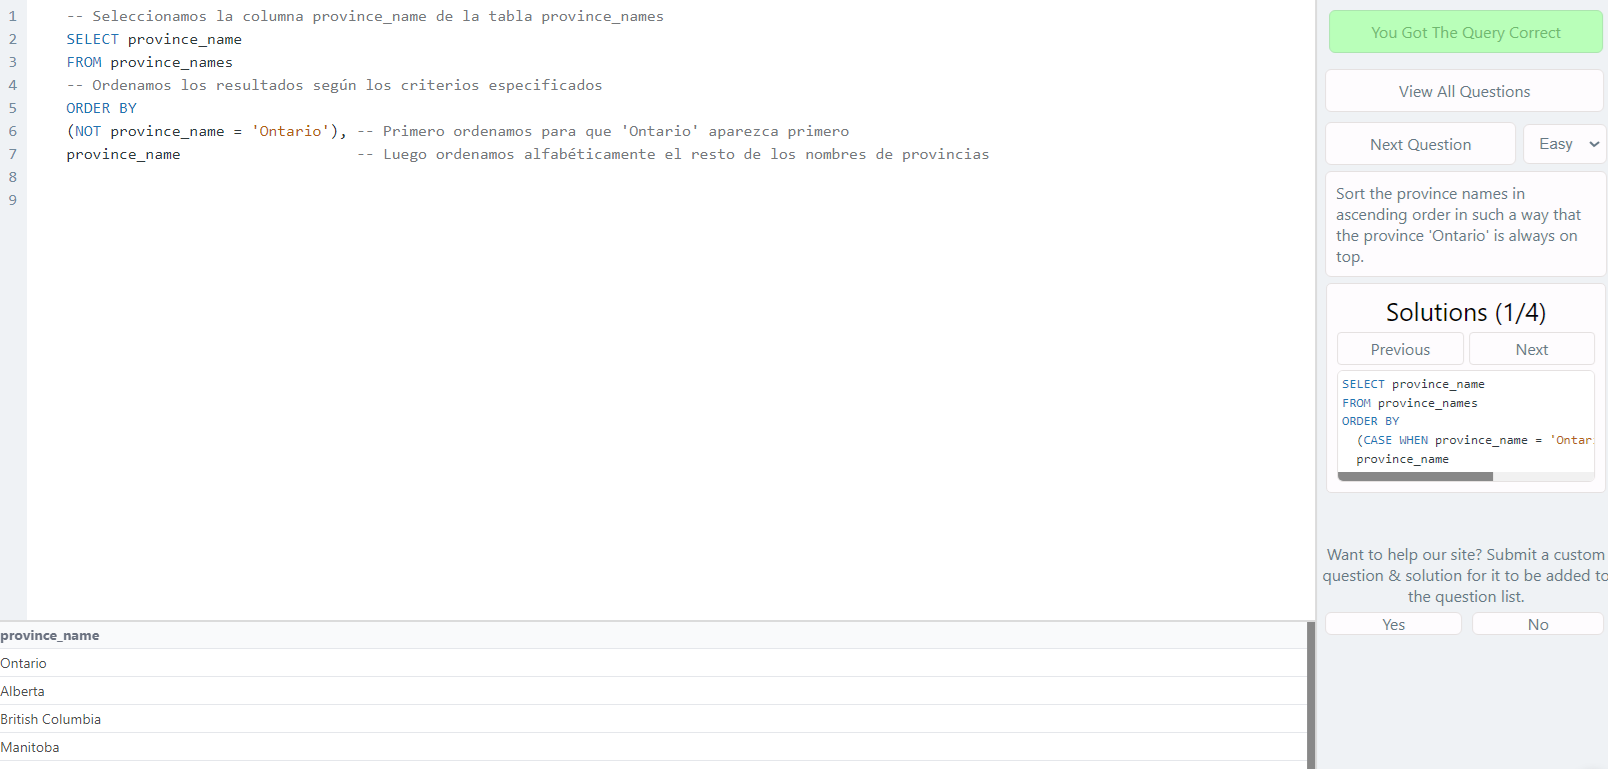 1 -- Seleccionamos la columna province_name de la tabla province_names
2 SELECT province_name
3 FROM province_names
4 -- Ordenamos los resultados según los criterios especificados
5 ORDER BY
6 (NOT province_name = 'Ontario'), -- Primero ordenamos para que 'Ontario' aparezca primero
7 province_name -- Luego ordenamos alfabéticamente el resto de los nombres de provincias
8
9
province_name
Ontario
Alberta
British Columbia
Manitoba
You Got The Query Correct
View All Questions
Next Question
Easy
Sort the province names in
ascending order in such a way that
the province 'Ontario' is always on
top.
Solutions (1/4)
Previous
Next
SELECT province_name
FROM province_names
ORDER BY
(CASE WHEN province_name = 'Ontar
province_name
Want to help our site? Submit a custom
question & solution for it to be added to
the question list.
Yes
No